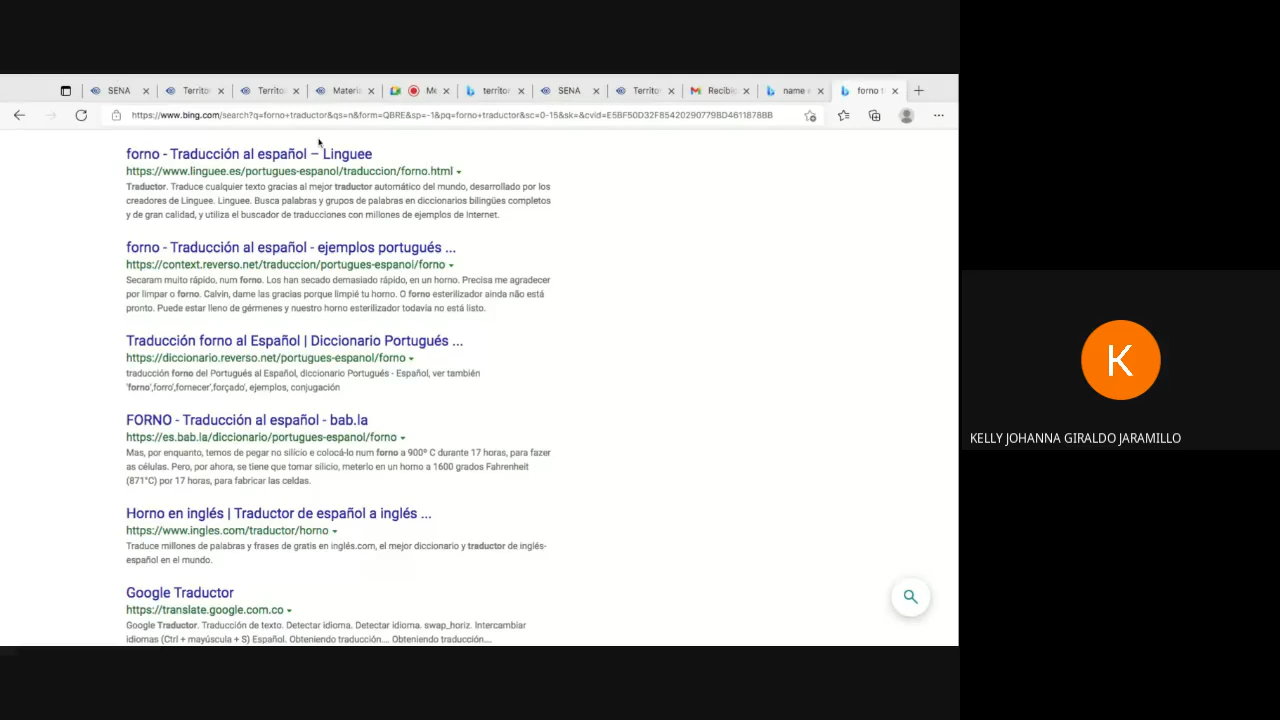 SENA
Territo
Territo
Materia
Me
territor
SENA
Territo
Recibi
name
forno t
https://www.bing.com/search?q=forno+traductor&qs=n&form=QBRE&sp=-1&pq=forno+traductor&sc=0-15&sk=&cvid=E5BF50D32F85420290779BD4611878BB
forno - Traducción al español – Linguee
https://www.linguee.es/portugues-espanol/traduccion/forno.html
Traductor. Traduce cualquier texto gracias al mejor traductor automático del mundo, desarrollado por los
creadores de Linguee. Linguee. Busca palabras y grupos de palabras en diccionarios bilingües completos
y de gran calidad, y utiliza el buscador de traducciones con millones de ejemplos de Internet.
forno - Traducción al español - ejemplos portugués ...
https://context.reverso.net/traduccion/portugues-espanol/forno
Secaram muito rápido, num forno. Los han secado demasiado rápido, en un horno. Precisa me agradecer
por limpar o forno. Calvin, dame las gracias porque limpié tu horno. O forno esterilizador ainda não está
pronto. Puede estar lleno de gérmenes y nuestro horno esterilizador todavia no está listo.
Traducción forno al Español | Diccionario Portugués ...
https://diccionario.reverso.net/portugues-espanol/forno
traducción forno del Portugués al Español, diccionario Portugués - Español, ver también
'forno',forro',fornecer',forçado', ejemplos, conjugación
FORNO - Traducción al español - bab.la
https://es.bab.la/diccionario/portugues-espanol/forno
Mas, por enquanto, temos de pegar no silício e colocá-lo num forno a 900º C durante 17 horas, para fazer
as células. Pero, por ahora, se tiene que tomar silicio, meterlo en un horno a 1600 grados Fahrenheit
(871°C) por 17 horas, para fabricar las celdas.
Horno en inglés | Traductor de español a inglés ...
https://www.ingles.com/traductor/horno
Traduce millones de palabras y frases de gratis en inglés.com, el mejor diccionario y traductor de inglés-
español en el mundo.
Google Traductor
https://translate.google.com.co
Google Traductor. Traducción de texto. Detectar idioma. Detectar idioma. swap_horiz. Intercambiar
idiomas (Ctrl + mayúscula + S) Español. Obteniendo traducción.... Obteniendo traducción....
K
KELLY JOHANNA GIRALDO JARAMILLO